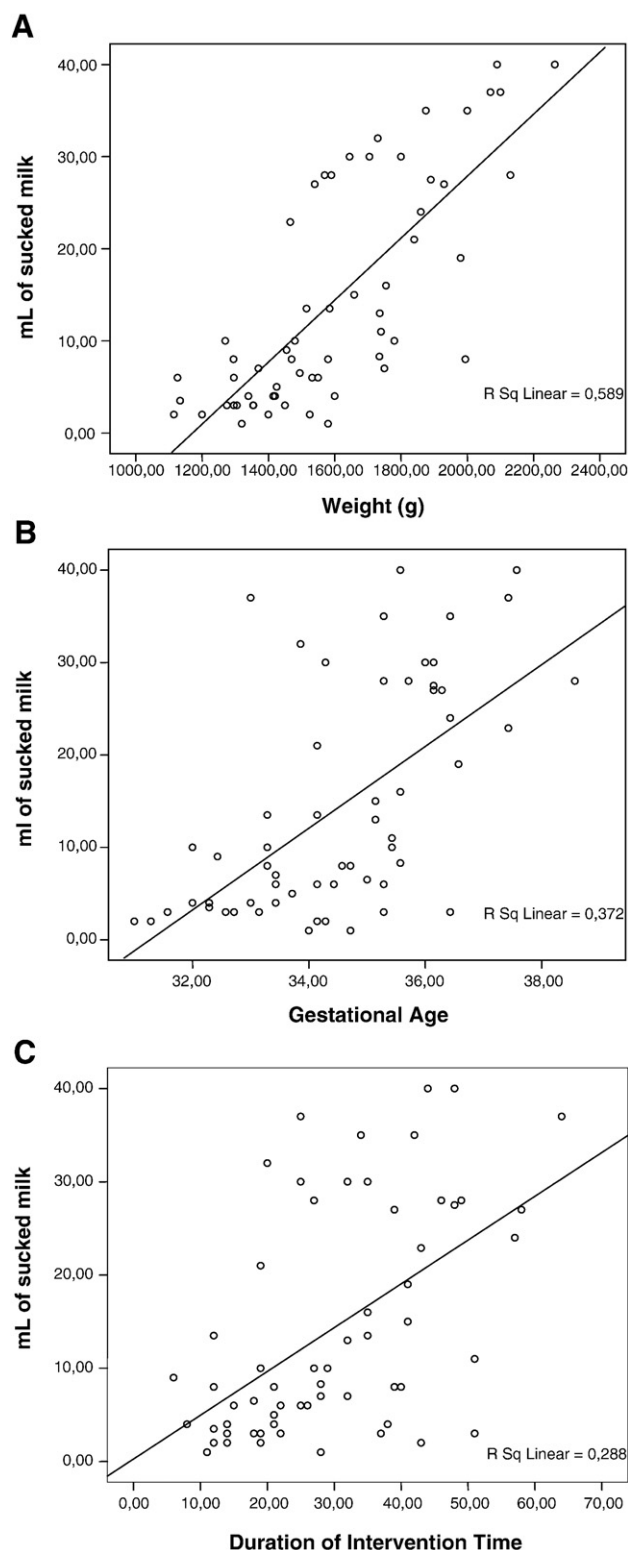 A
40,00
30,00
20,00
10,00
0,00
mL of sucked milk
R Sq Linear = 0,589
1000,00 1200,00 1400,00 1600,00 1800,00 2000,00 2200,00 2400,00
Weight (g)
B
40,00
30,00
20,00
10,00
0,00
ml of sucked milk
R Sq Linear = 0,372
32,00 34,00 36,00 38,00
Gestational Age
C
40,00
30,00
20,00
10,00
0,00
mL of sucked milk
R Sq Linear = 0,288
0,00 10,00 20,00 30,00 40,00 50,00 60,00 70,00
Duration of Intervention Time